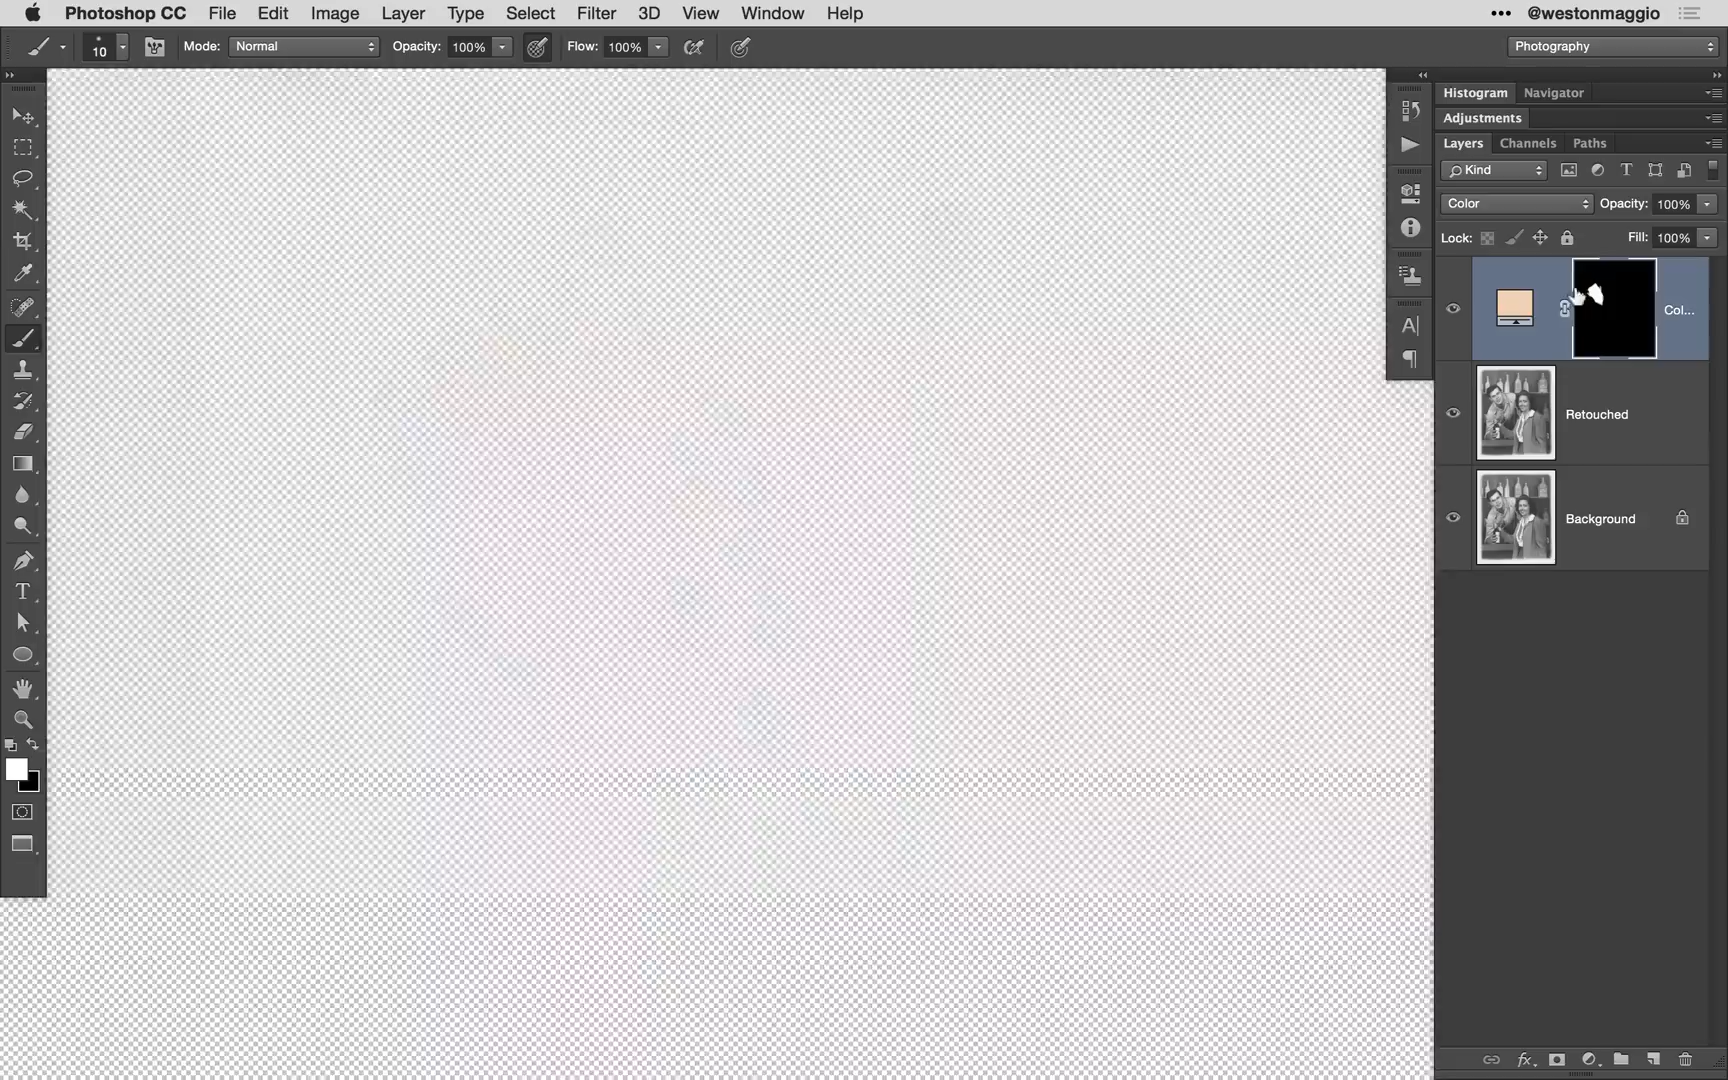 Photoshop CC File Edit Image Layer Type Select Filter 3D View Window Help ••• @westonmaggio
10 Mode: Normal Opacity: 100% Flow: 100% Photography
Histogram Navigator
Adjustments
Layers Channels Paths
Kind
Color Opacity: 100%
Lock: Fill: 100%
Col...
Retouched
Background